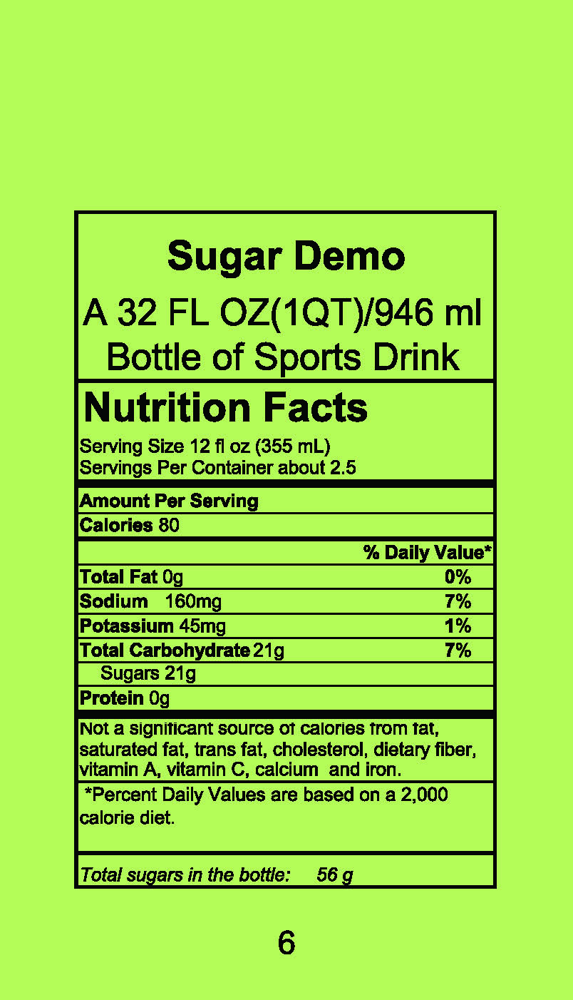 Sugar Demo
A 32 FL OZ(1QT)/946 ml
Bottle of Sports Drink
Nutrition Facts
Serving Size 12 fl oz (355 mL)
Servings Per Container about 2.5
Amount Per Serving
Calories 80
% Daily Value*
Total Fat 0g 0%
Sodium 160mg 7%
Potassium 45mg 1%
Total Carbohydrate 21g 7%
Sugars 21g
Protein 0g
Not a significant source of calories from fat,
saturated fat, trans fat, cholesterol, dietary fiber,
vitamin A, vitamin C, calcium and iron.
*Percent Daily Values are based on a 2,000
calorie diet.
Total sugars in the bottle: 56 g
6